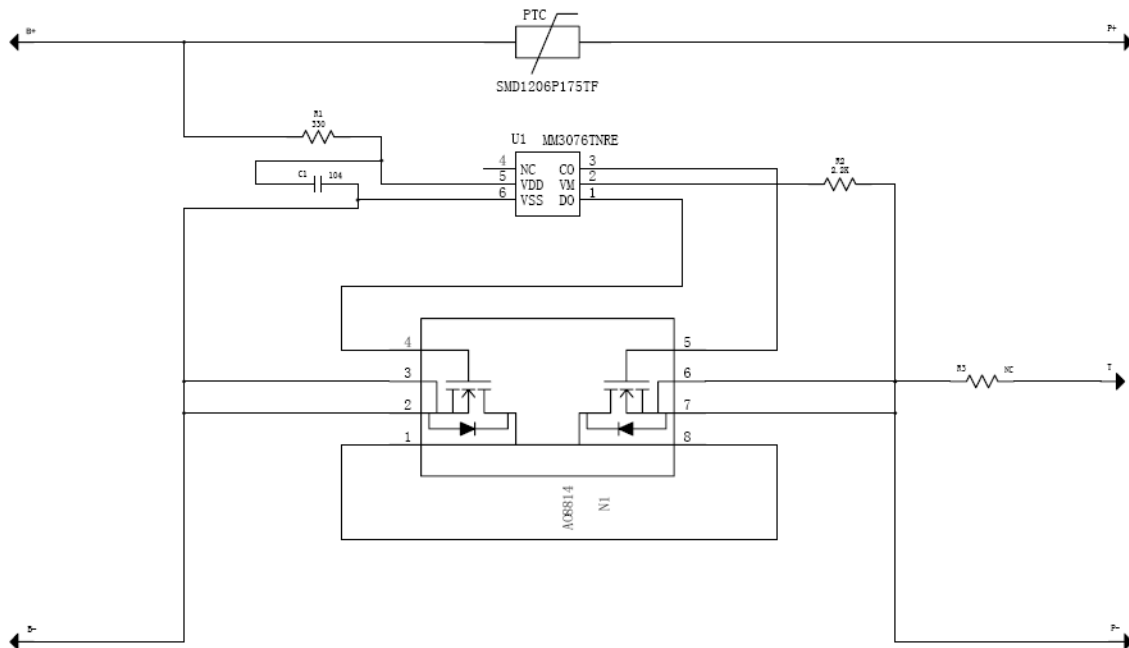 PTC
B+
P+
SMD1206P175TF
R1
330
U1 MM3076TNRE
4 NC CO 3
5 VDD VM 2
6 VSS DO 1
C1 104
R2
2.2K
4 5
3 6
R3 NC T
2 7
1 8
AO8814
N1
B-
P-